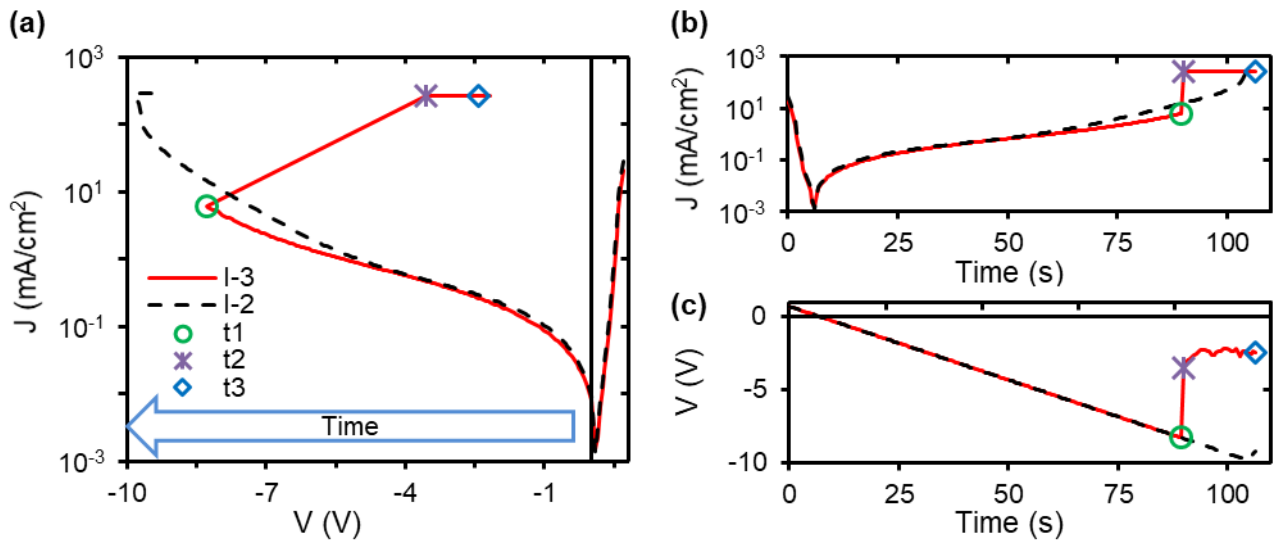 (a)
10³
10¹
10⁻¹
10⁻³
J (mA/cm²)
I-3
I-2
t1
t2
t3
Time
-10
-7
-4
-1
V (V)
(b)
10³
10¹
10⁻¹
10⁻³
J (mA/cm²)
0
25
50
75
100
Time (s)
(c)
0
-5
-10
V (V)
0
25
50
75
100
Time (s)